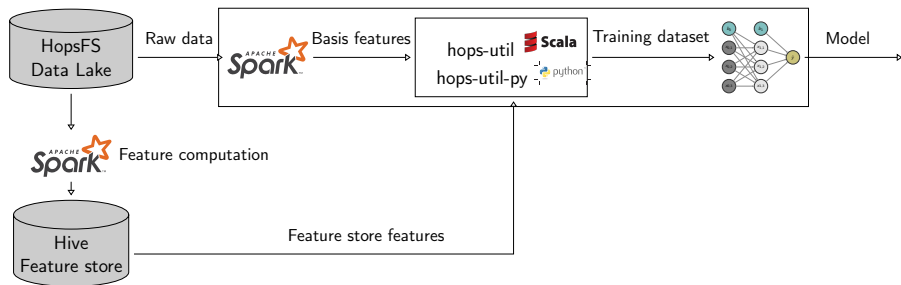 HopsFS
Data Lake
Raw data
APACHE
Spark
Basis features
hops-util
Scala
hops-util-py
python
Training dataset
Model
APACHE
Spark
Feature computation
Hive
Feature store
Feature store features